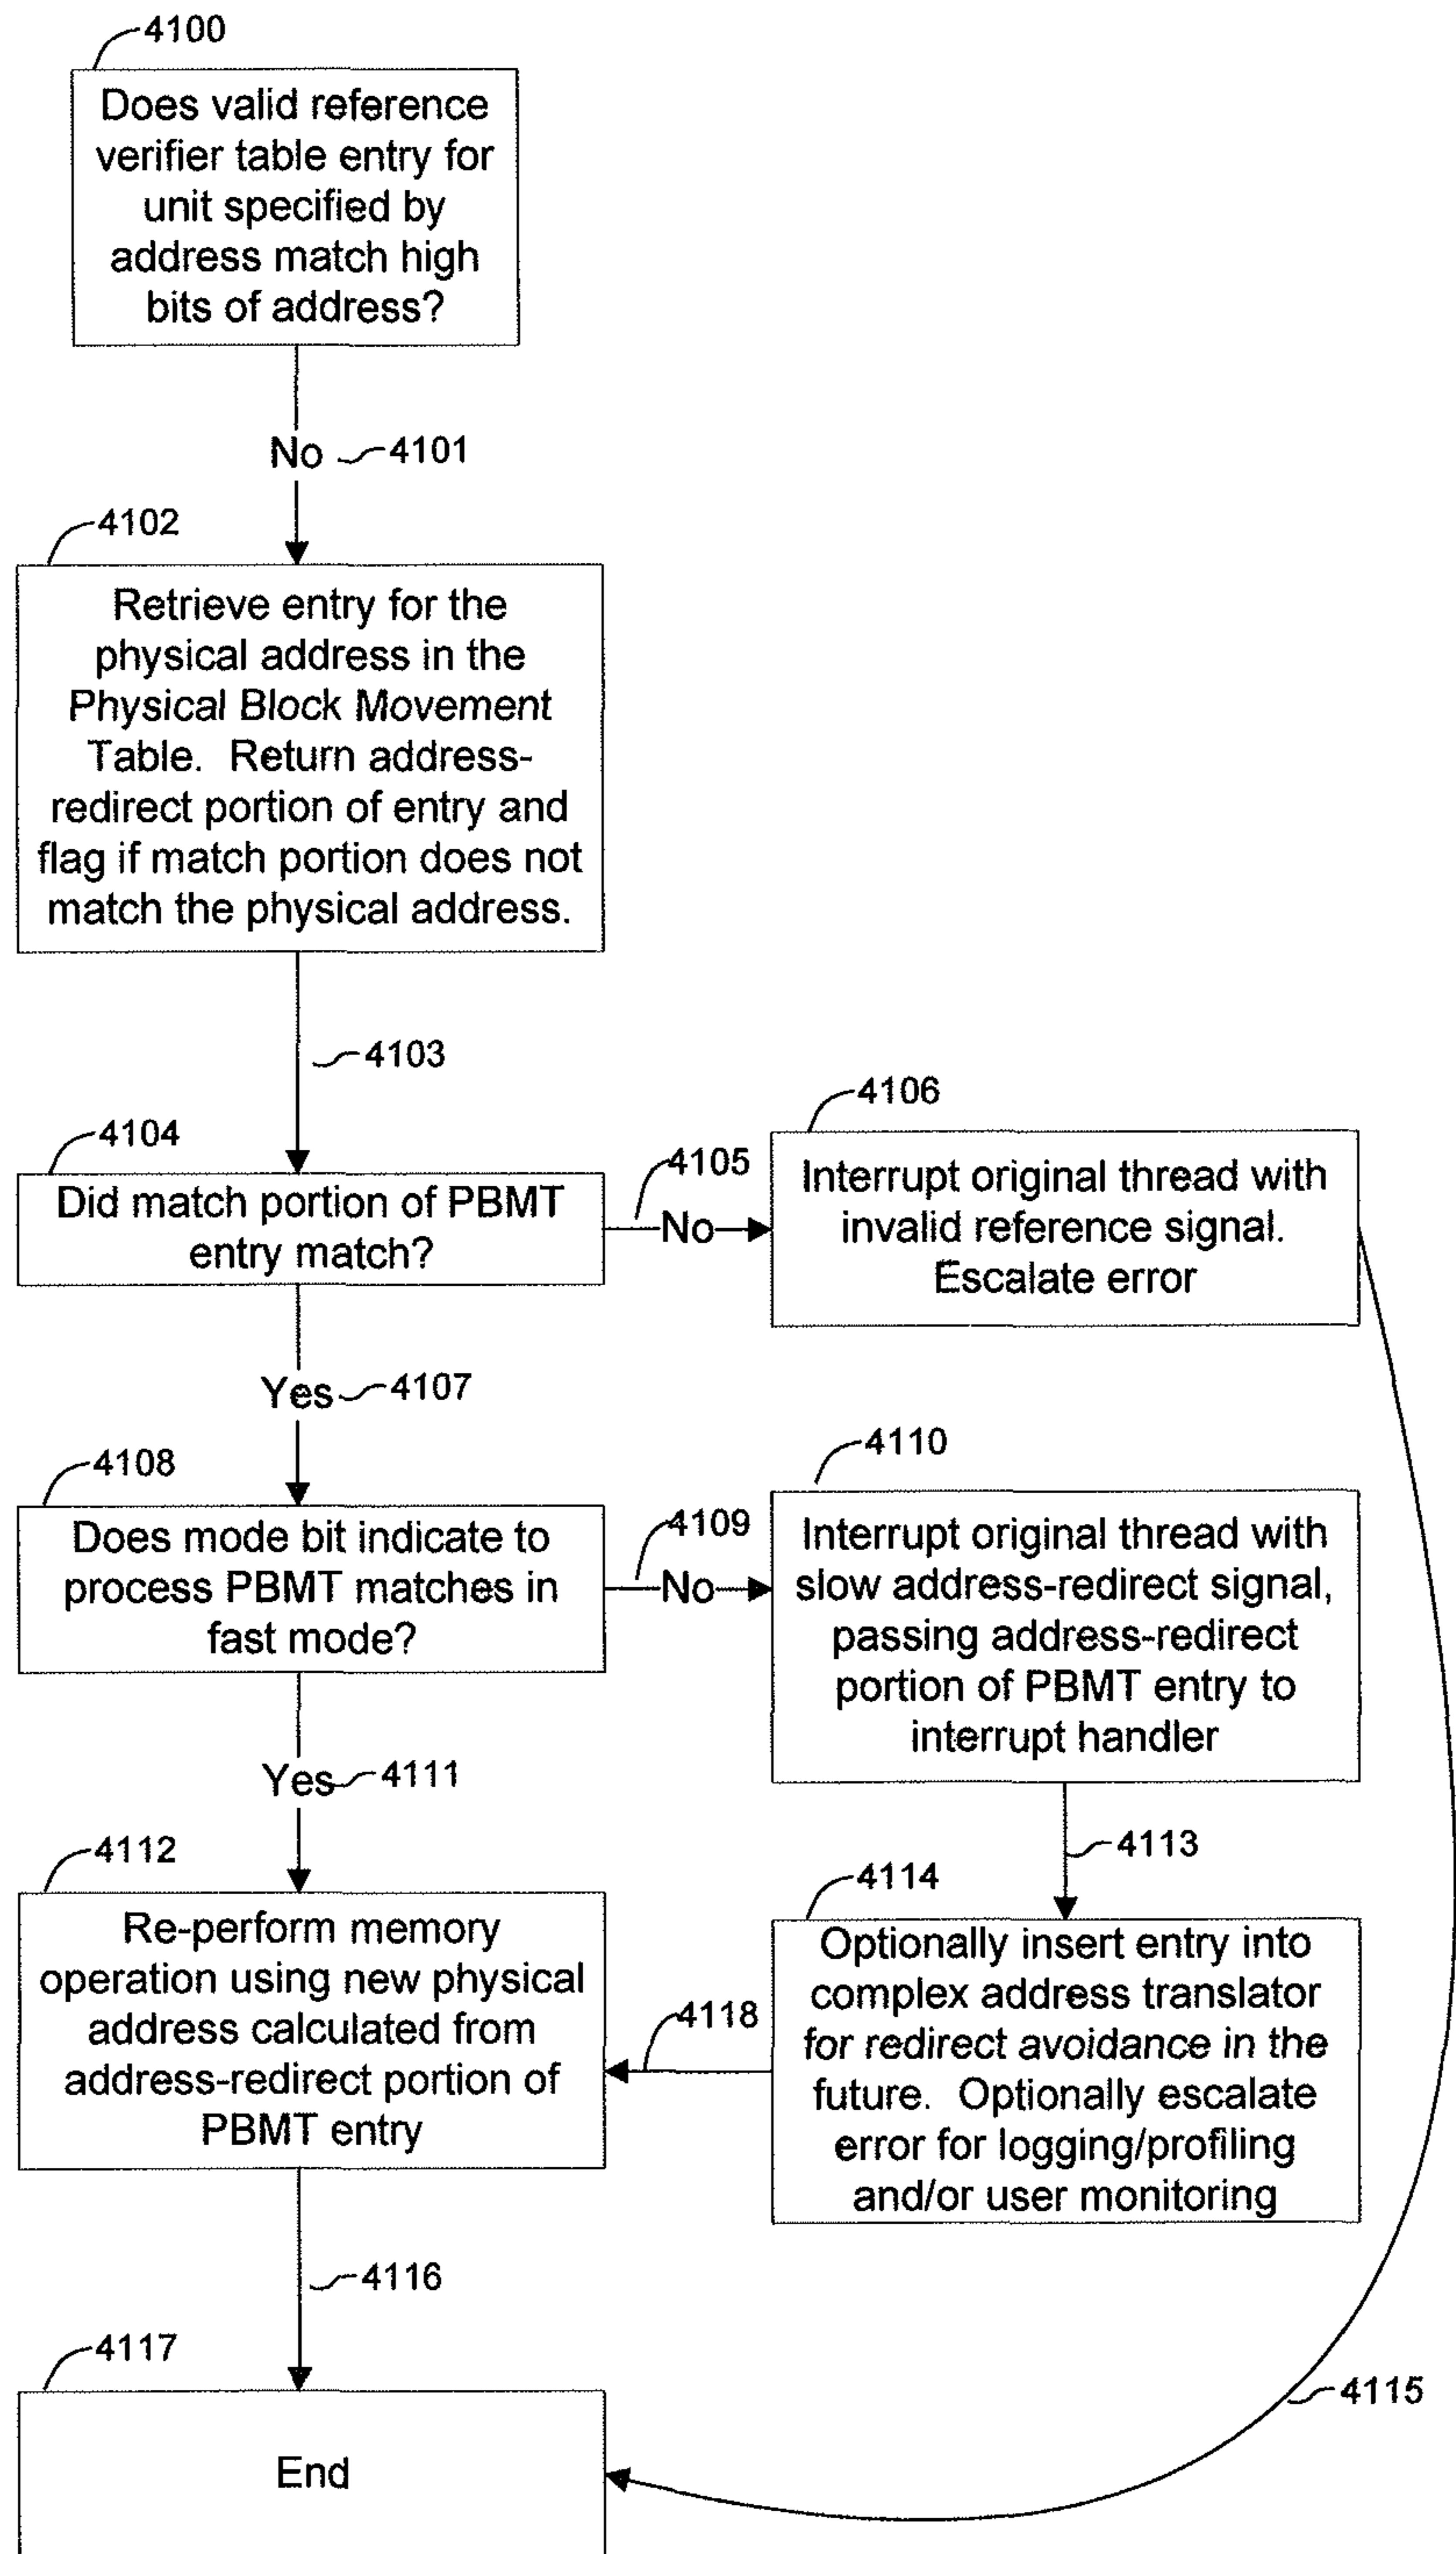 4100
Does valid reference
verifier table entry for
unit specified by
address match high
bits of address?
No
4101
4102
Retrieve entry for the
physical address in the
Physical Block Movement
Table.  Return address-
redirect portion of entry and
flag if match portion does not
match the physical address.
4103
4104
Did match portion of PBMT
entry match?
4105
No
4106
Interrupt original thread with
invalid reference signal.
Escalate error
Yes
4107
4108
Does mode bit indicate to
process PBMT matches in
fast mode?
4109
No
4110
Interrupt original thread with
slow address-redirect signal,
passing address-redirect
portion of PBMT entry to
interrupt handler
Yes
4111
4113
4112
Re-perform memory
operation using new physical
address calculated from
address-redirect portion of
PBMT entry
4118
4114
Optionally insert entry into
complex address translator
for redirect avoidance in the
future.  Optionally escalate
error for logging/profiling
and/or user monitoring
4116
4117
End
4115